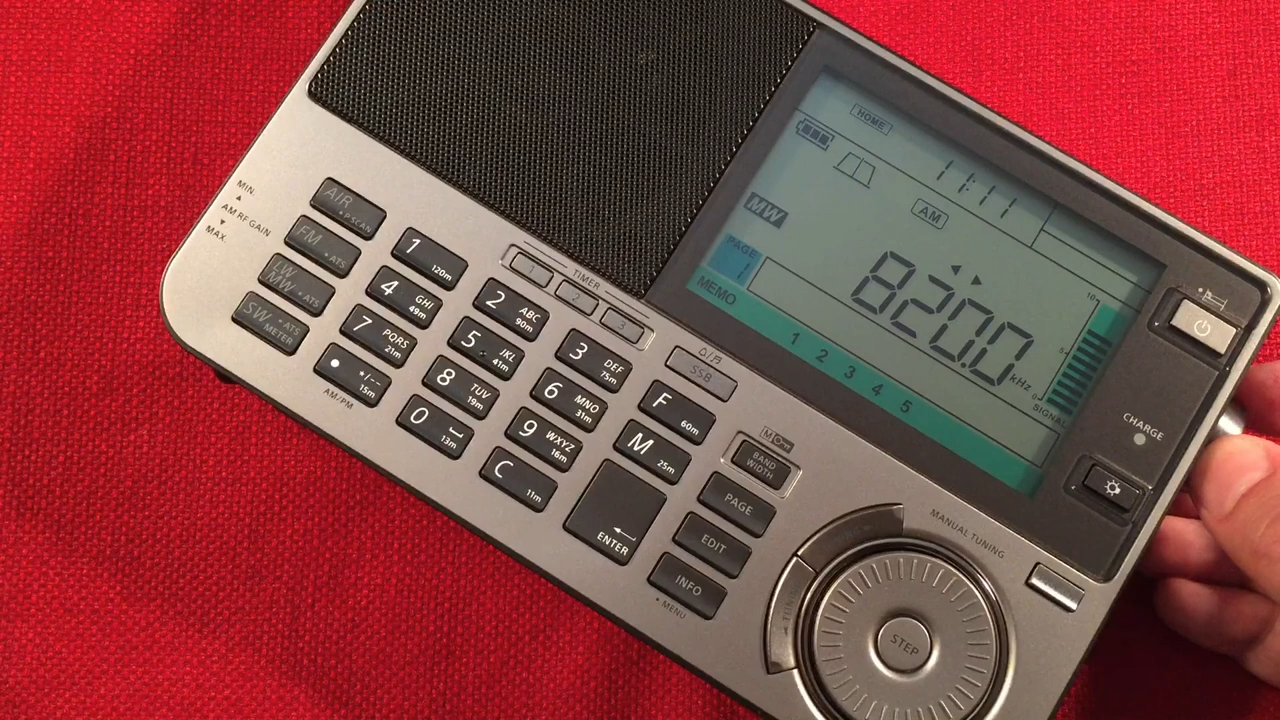 HOME
11:11
AM
MW
PAGE
1
820.0 kHz
MEMO
1 2 3 4 5
10
5
0
SIGNAL
CHARGE
MIN.
AM RF GAIN
MAX.
AIR
•P.SCAN
FM •ATS
LW
MW •ATS
SW •ATS
METER
1 120m
2 ABC
90m
3 DEF
75m
4 GHI
49m
5 JKL
41m
6 MNO
31m
7 PQRS
21m
8 TUV
19m
9 WXYZ
16m
• */--
15m
AM/PM
0 13m
C 11m
F 60m
M 25m
ENTER
TIMER
1 2 3
SSB
M
BAND
WIDTH
PAGE
EDIT
INFO
• MENU
MANUAL TUNING
STEP